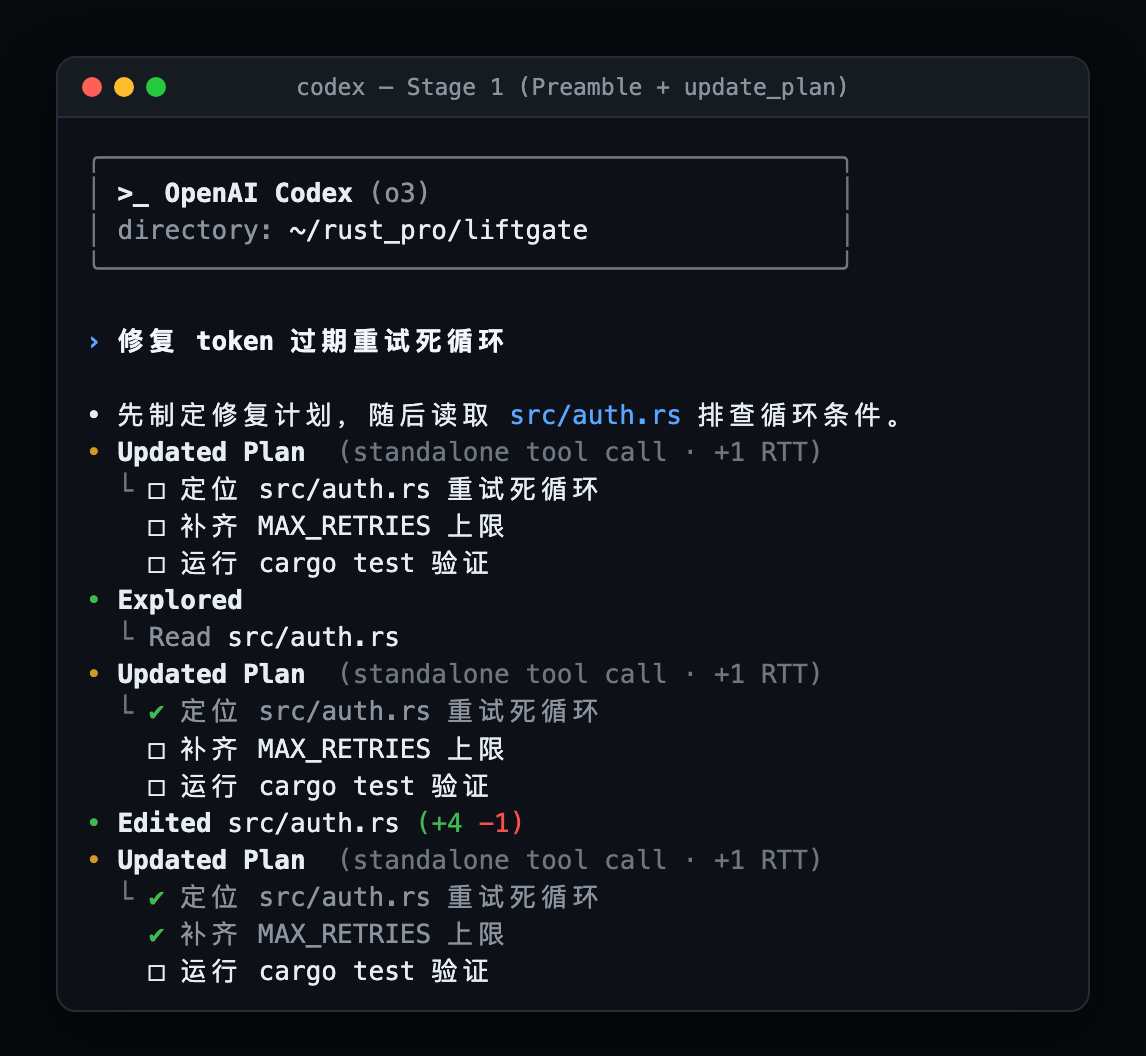 codex — Stage 1 (Preamble + update_plan)
>_ OpenAI Codex (o3)
directory: ~/rust_pro/liftgate
› 修复 token 过期重试死循环
• 先制定修复计划，随后读取 src/auth.rs 排查循环条件。
• Updated Plan (standalone tool call · +1 RTT)
└ □ 定位 src/auth.rs 重试死循环
□ 补齐 MAX_RETRIES 上限
□ 运行 cargo test 验证
• Explored
└ Read src/auth.rs
• Updated Plan (standalone tool call · +1 RTT)
└ ✔ 定位 src/auth.rs 重试死循环
□ 补齐 MAX_RETRIES 上限
□ 运行 cargo test 验证
• Edited src/auth.rs (+4 −1)
• Updated Plan (standalone tool call · +1 RTT)
└ ✔ 定位 src/auth.rs 重试死循环
✔ 补齐 MAX_RETRIES 上限
□ 运行 cargo test 验证